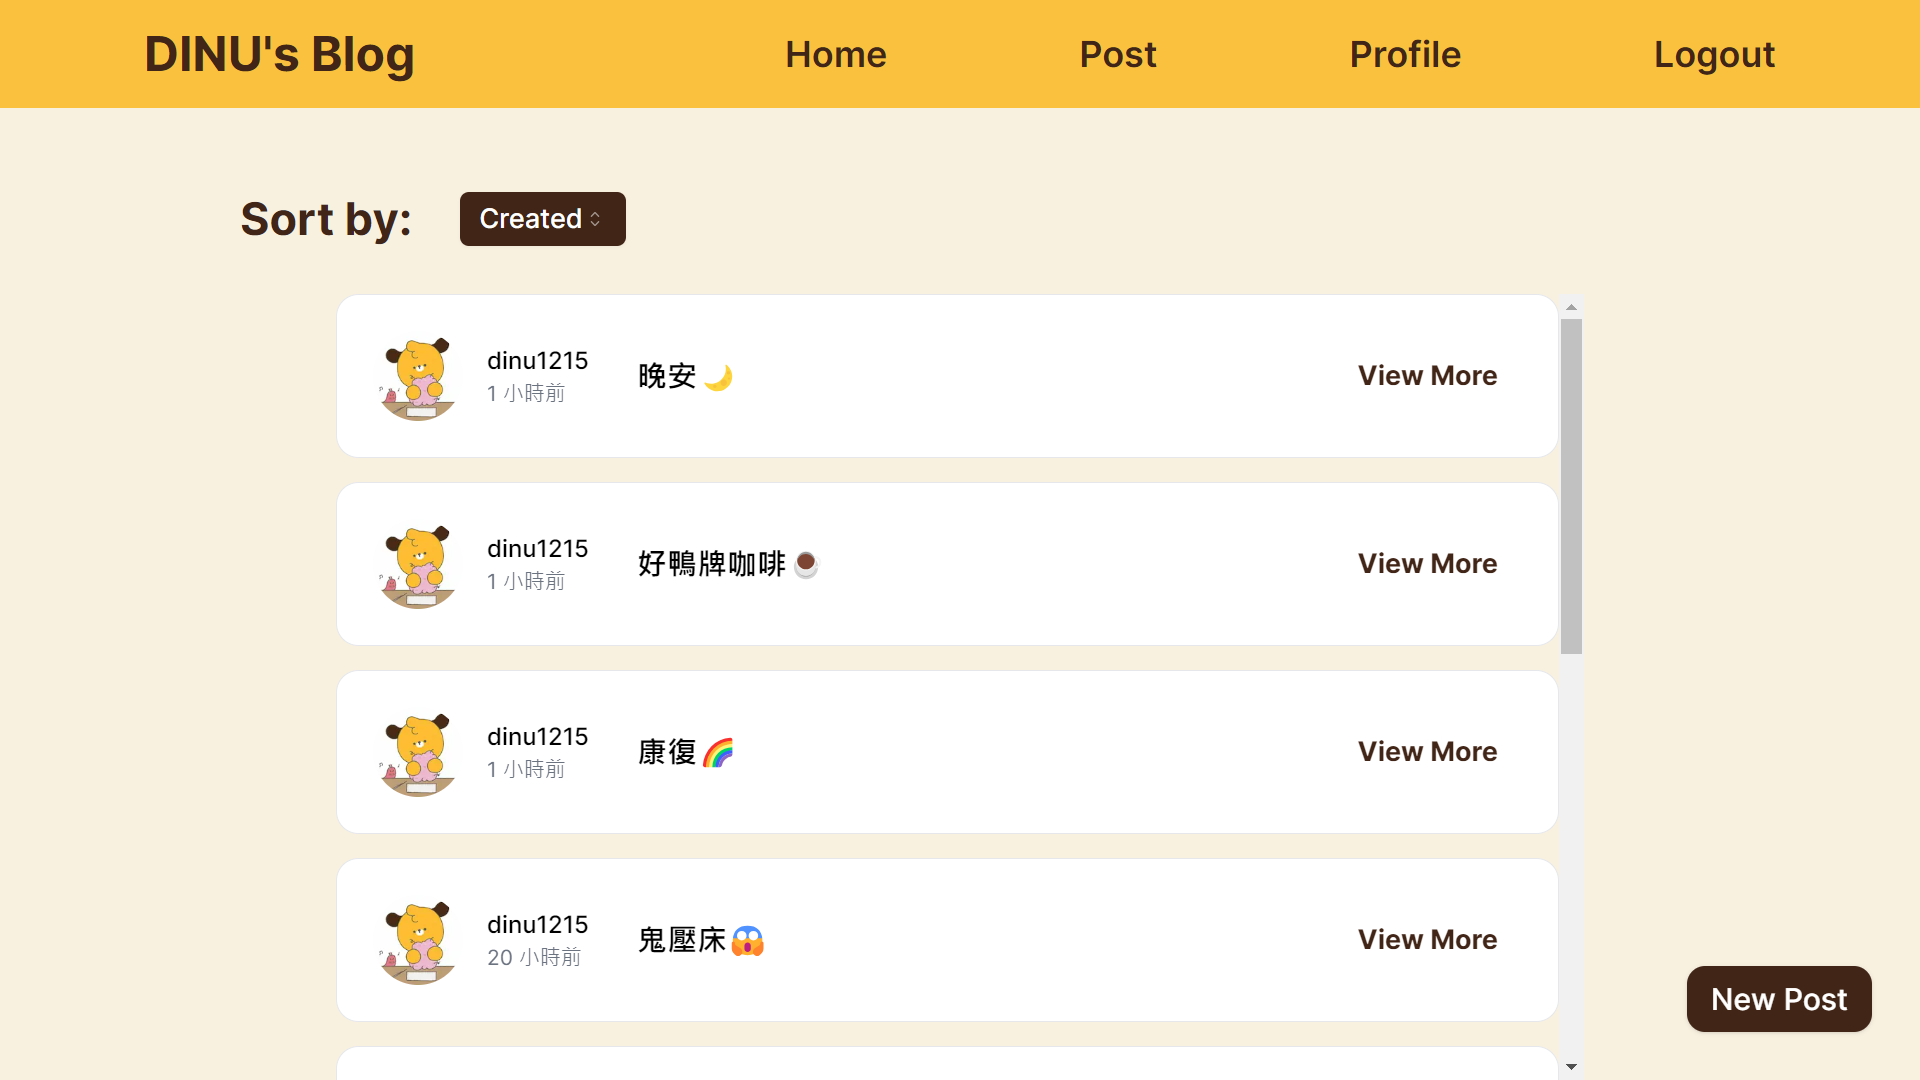 DINU's Blog
Home
Post
Profile
Logout
Sort by:
Created
dinu1215
1 小時前
晚安🌙
View More
dinu1215
1 小時前
好鴨牌咖啡☕
View More
dinu1215
1 小時前
康復🌈
View More
dinu1215
20 小時前
鬼壓床😱
View More
New Post